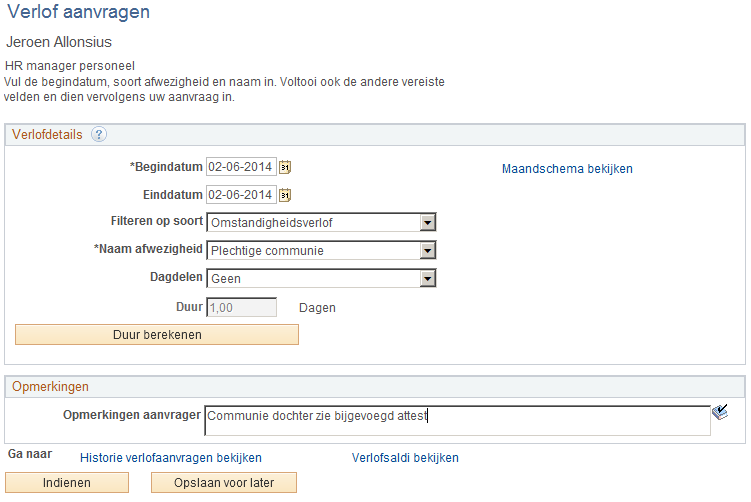 Verlof aanvragen
Jeroen Allonsius
HR manager personeel
Vul de begindatum, soort afwezigheid en naam in. Voltooi ook de andere vereiste
velden en dien vervolgens uw aanvraag in.
Verlofdetails ?
*Begindatum 02-06-2014 31 Maandschema bekijken
Einddatum 02-06-2014 31
Filteren op soort Omstandigheidsverlof
*Naam afwezigheid Plechtige communie
Dagdelen Geen
Duur 1,00 Dagen
Duur berekenen
Opmerkingen
Opmerkingen aanvrager Communie dochter zie bijgevoegd attest
Ga naar Historie verlofaanvragen bekijken Verlofsaldi bekijken
Indienen Opslaan voor later